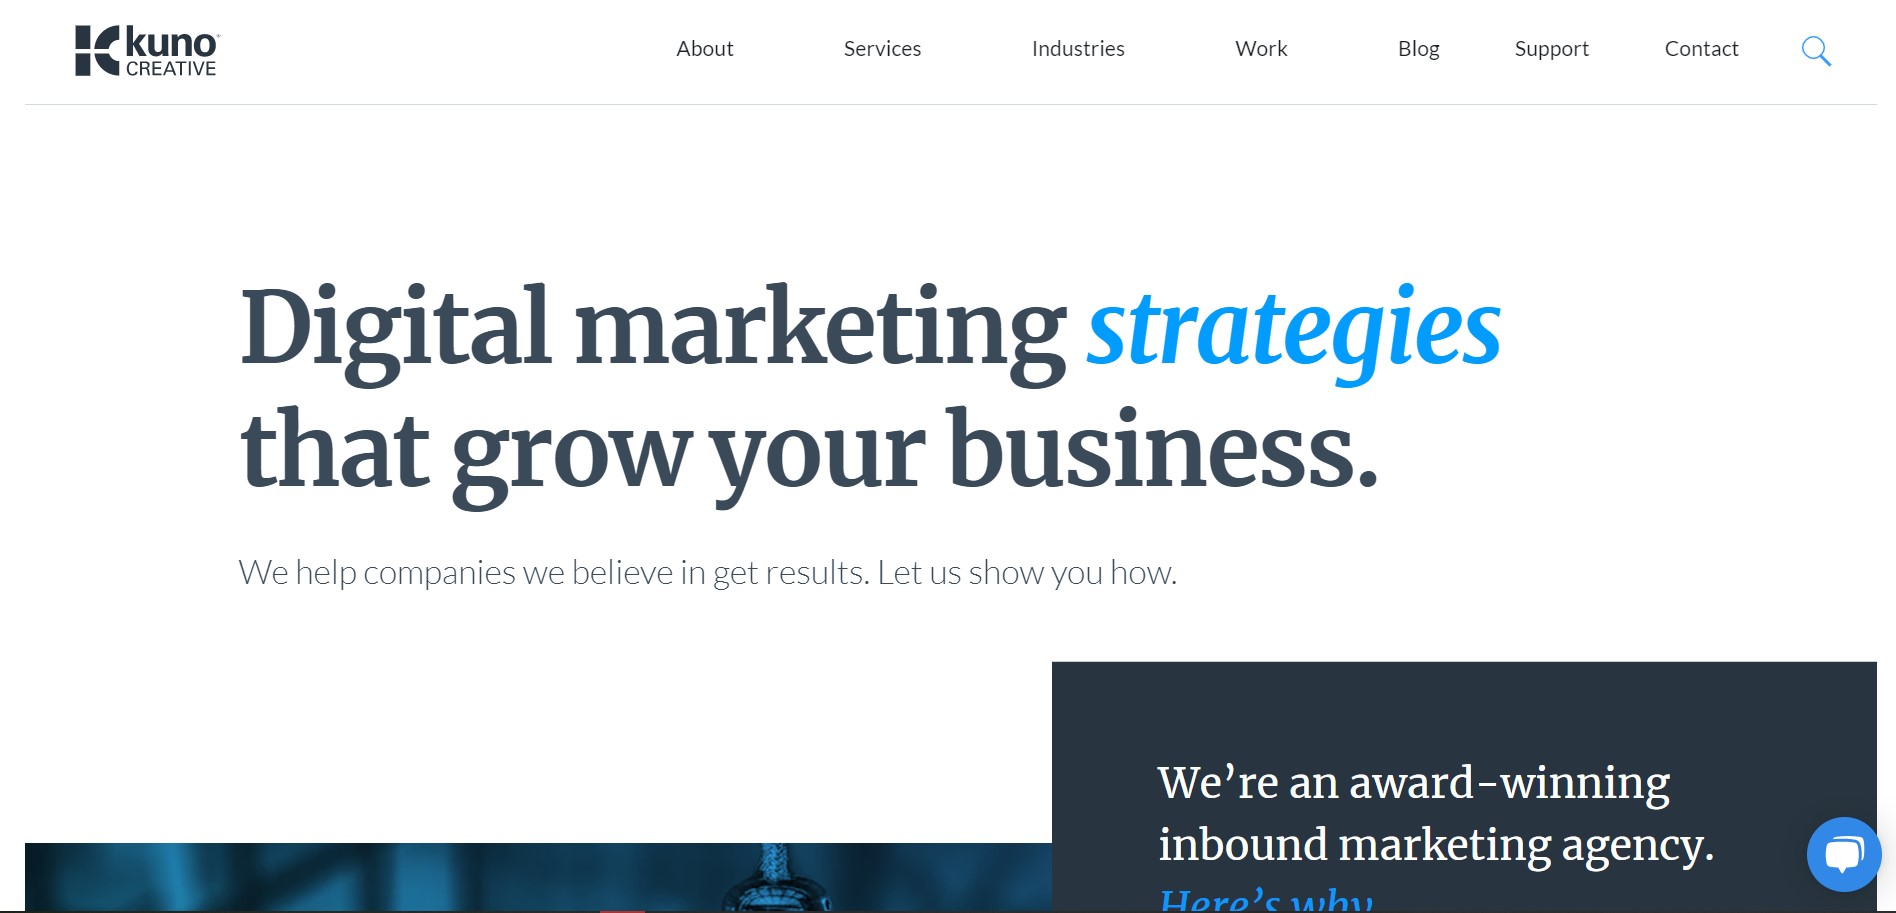 kuno
CREATIVE
About
Services
Industries
Work
Blog
Support
Contact
Digital marketing strategies
that grow your business.
We help companies we believe in get results. Let us show you how.
We’re an award-winning
inbound marketing agency.
Here’s why